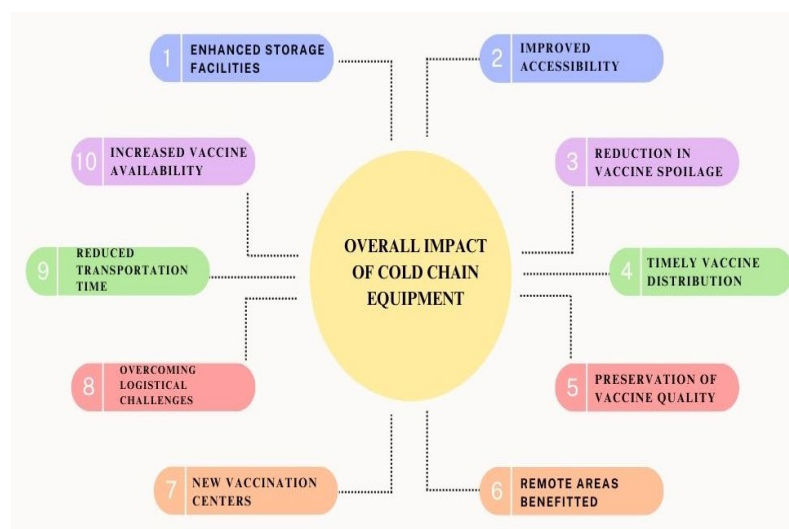 1
ENHANCED STORAGE
FACILITIES
2
IMPROVED
ACCESSIBILITY
10
INCREASED VACCINE
AVAILABILITY
3
REDUCTION IN
VACCINE SPOILAGE
OVERALL IMPACT
OF COLD CHAIN
EQUIPMENT
9
REDUCED
TRANSPORTATION
TIME
4
TIMELY VACCINE
DISTRIBUTION
8
OVERCOMING
LOGISTICAL
CHALLENGES
5
PRESERVATION OF
VACCINE QUALITY
7
NEW VACCINATION
CENTERS
6
REMOTE AREAS
BENEFITTED